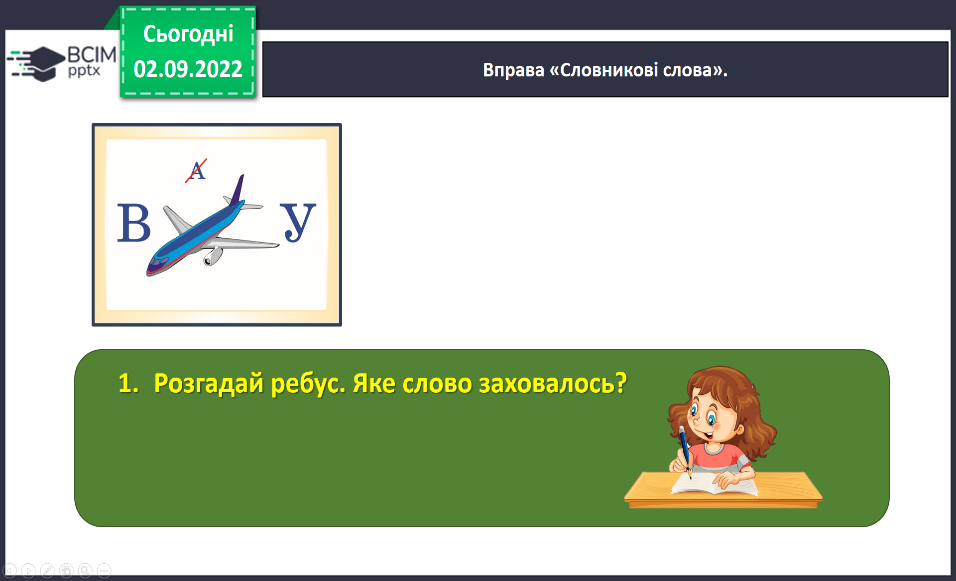 Сьогодні
02.09.2022
ВСІМ
pptx
Вправа «Словникові слова».
А
В
У
1. Розгадай ребус. Яке слово заховалось?